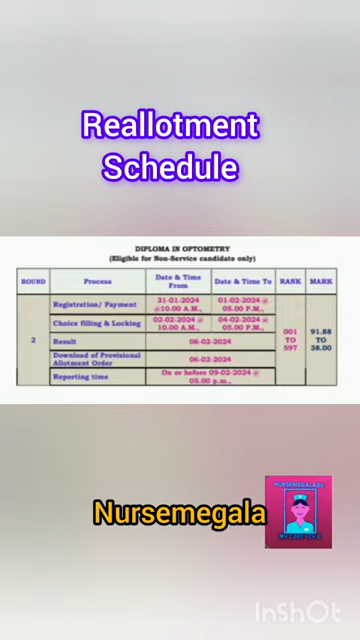 Reallotment
Schedule
DIPLOMA IN OPTOMETRY
(Eligible for Non-Service candidate only)
ROUND Process Date & Time From Date & Time To RANK MARK
2 Registration/ Payment 31-01-2024 @10.00 A.M., 01-02-2024 @ 05.00 P.M., 001 TO 597 91.88 TO 38.00
Choice filling & Locking 02-02-2024 @ 10.00 A.M., 04-02-2024 @ 05.00 P.M.,
Result 06-02-2024
Download of Provisional Allotment Order 06-02-2024
Reporting time On or before 09-02-2024 @ 05.00 p.m.,
Nursemegala
InShOt